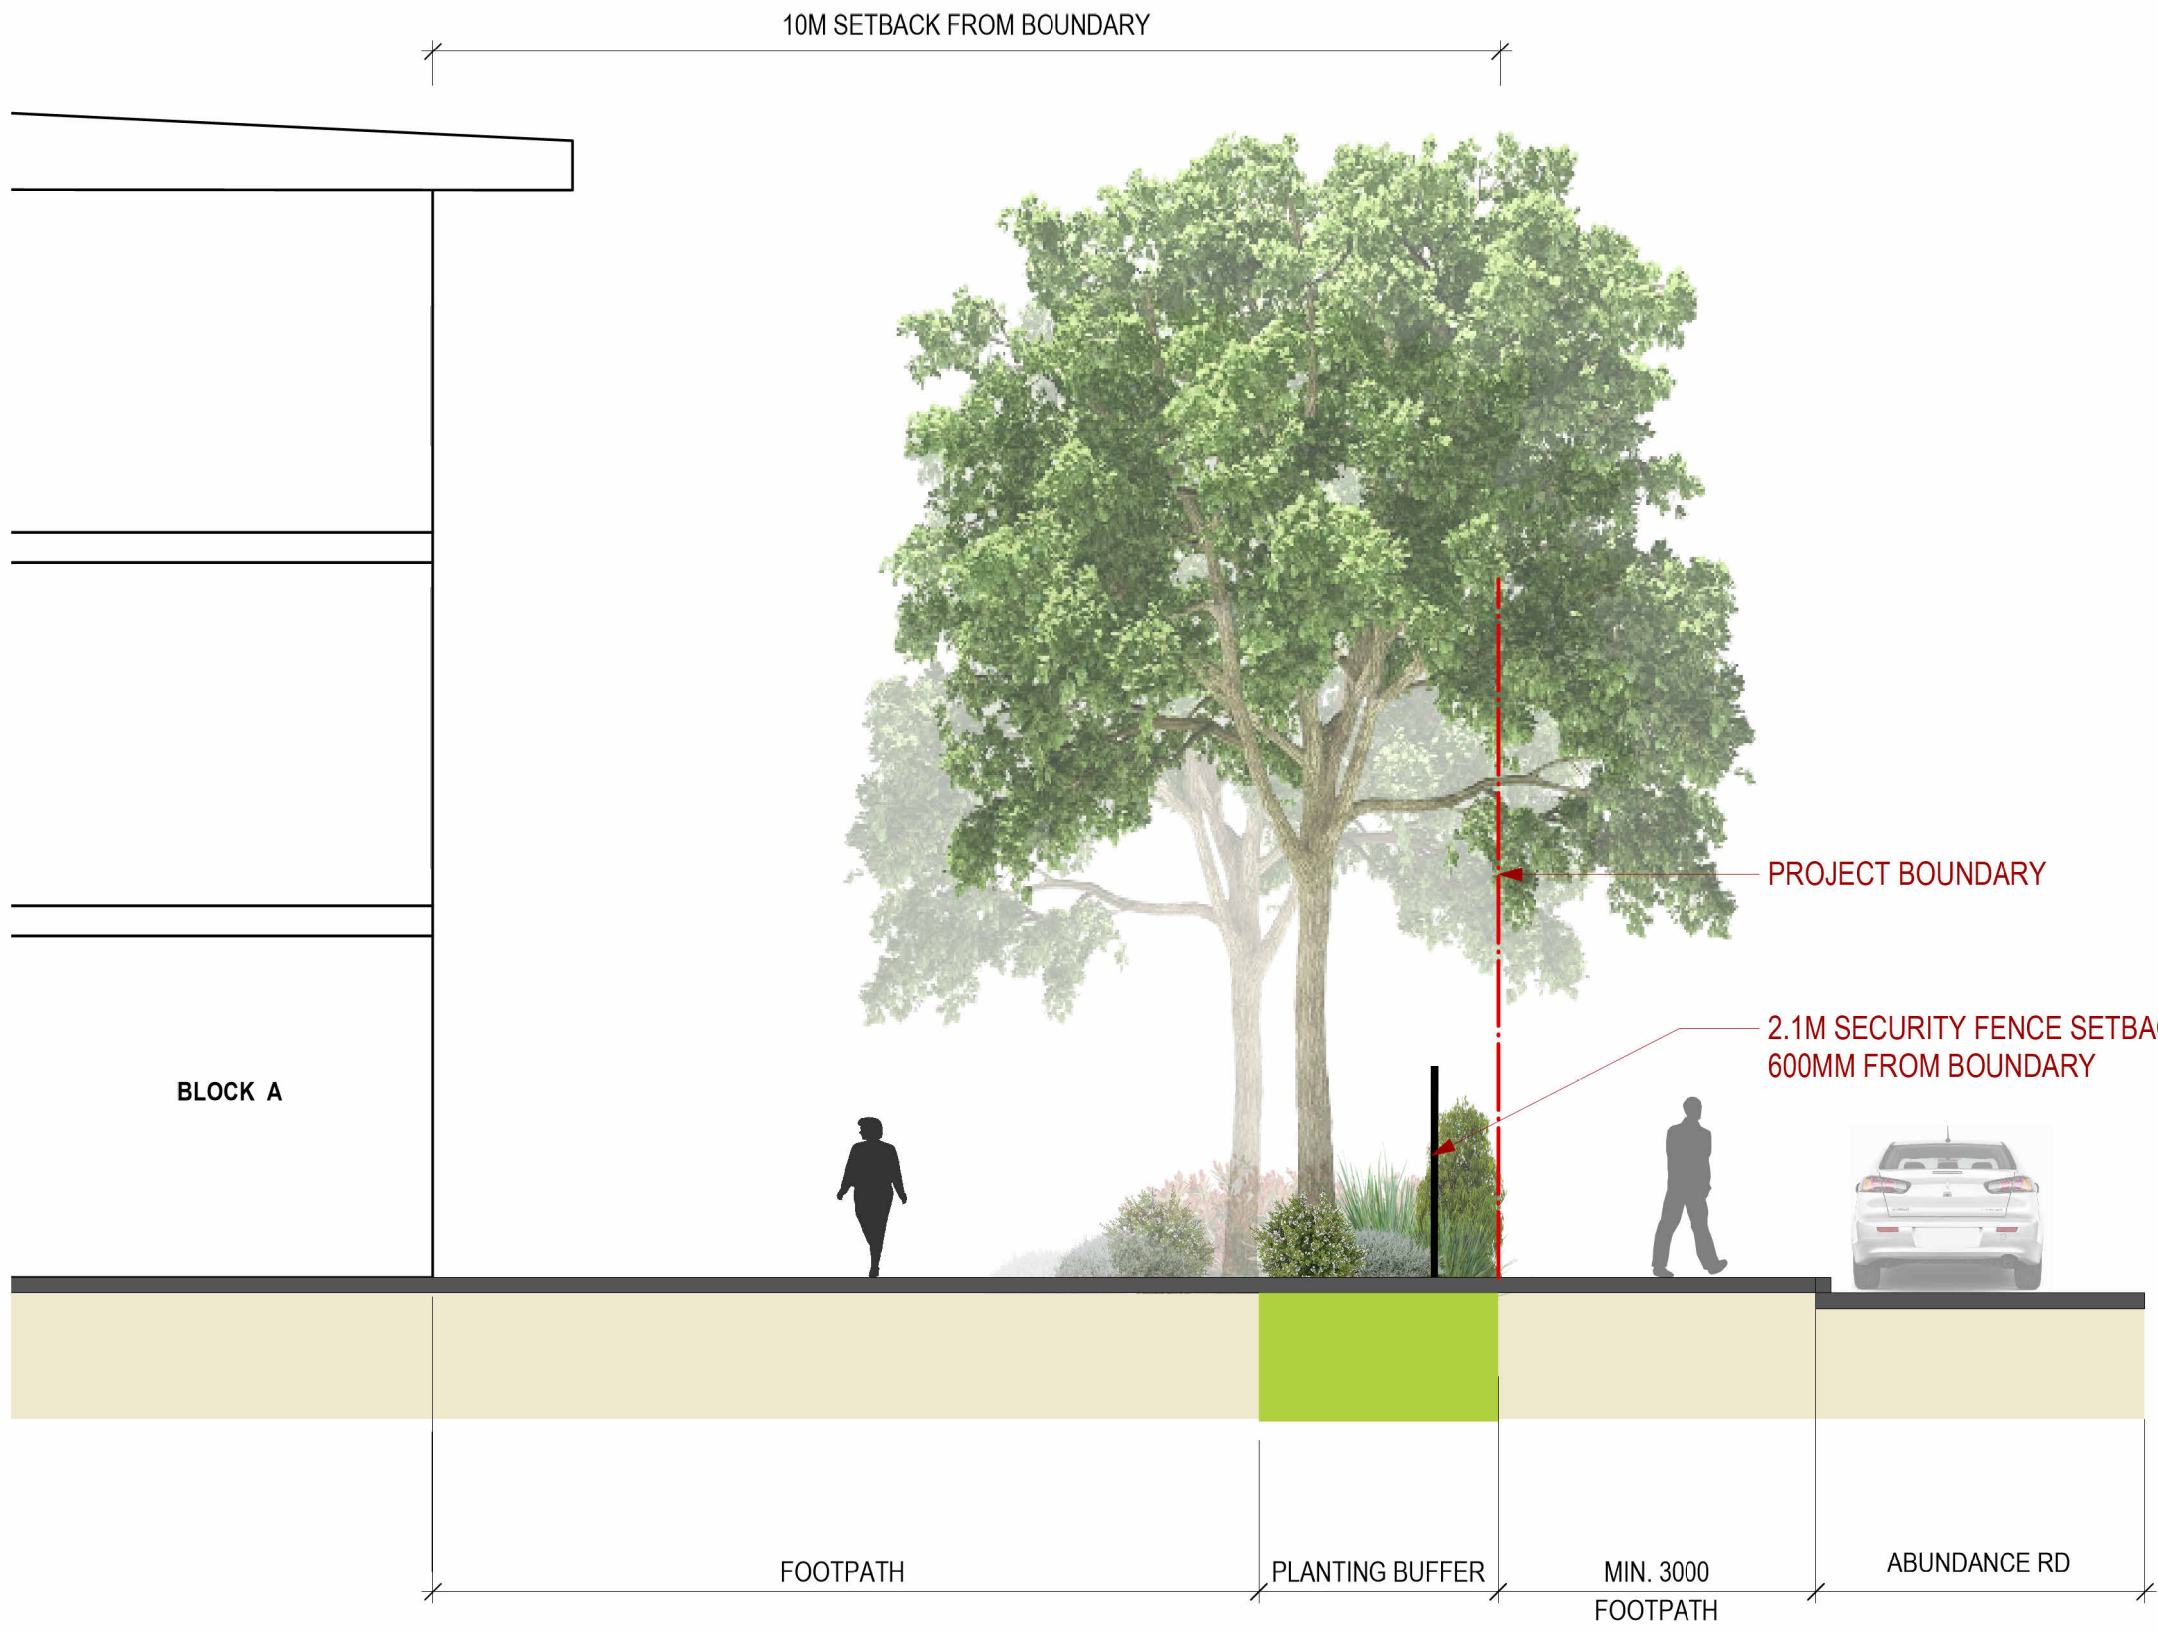 10M SETBACK FROM BOUNDARY
PROJECT BOUNDARY
2.1M SECURITY FENCE
600MM FROM BOUNDARY
BLOCK A
FOOTPATH
PLANTING BUFFER
MIN. 3000
FOOTPATH
ABUNDANCE RD